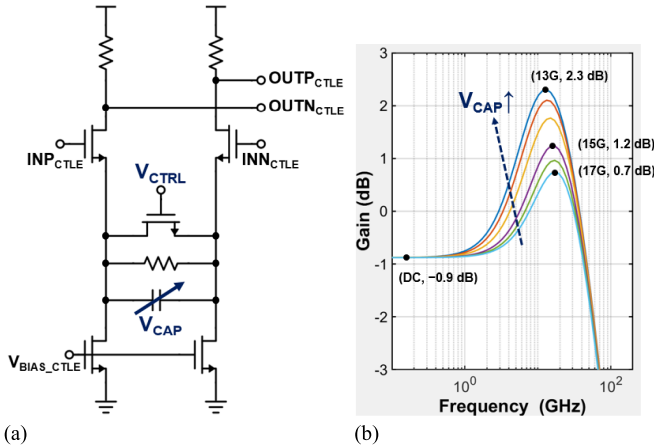 OUTPCTLE
OUTNCTLE
INPCTLE
INNCTLE
VCTRL
VCAP
VBIAS_CTLE
(a)
3
2
1
0
-1
-2
-3
Gain (dB)
(13G, 2.3 dB)
VCAP↑
(15G, 1.2 dB)
(17G, 0.7 dB)
(DC, −0.9 dB)
10^0
10^1
10^2
Frequency (GHz)
(b)